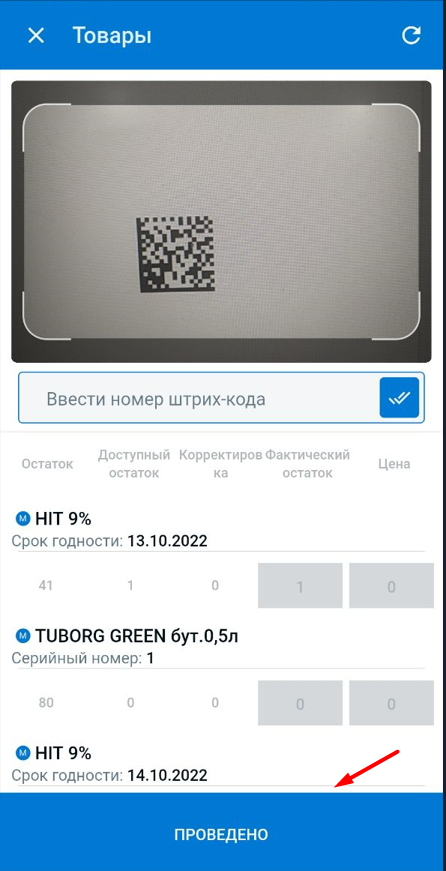 Товары
Ввести номер штрих-кода
Остаток Доступный остаток Корректировка Фактический остаток Цена
М HIT 9%
Срок годности: 13.10.2022
41 1 0 1 0
М TUBORG GREEN бут.0,5л
Серийный номер: 1
80 0 0 0 0
М HIT 9%
Срок годности: 14.10.2022
ПРОВЕДЕНО